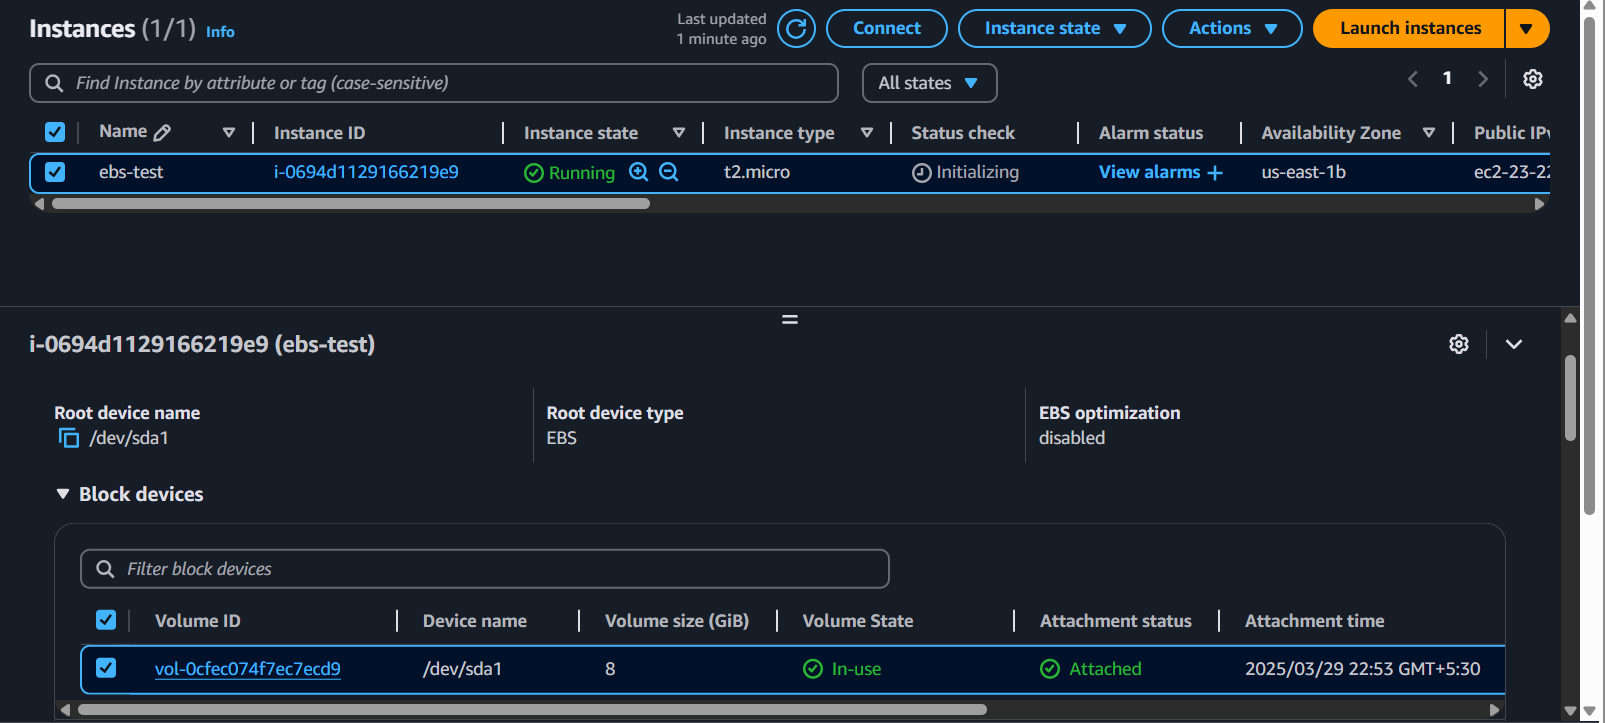 Instances (1/1) Info
Last updated
1 minute ago
Connect
Instance state
Actions
Launch instances
Find Instance by attribute or tag (case-sensitive)
All states
1
Name Instance ID Instance state Instance type Status check Alarm status Availability Zone Public IPv
ebs-test i-0694d1129166219e9 Running t2.micro Initializing View alarms + us-east-1b ec2-23-22
i-0694d1129166219e9 (ebs-test)
Root device name
/dev/sda1
Root device type
EBS
EBS optimization
disabled
Block devices
Filter block devices
Volume ID Device name Volume size (GiB) Volume State Attachment status Attachment time
vol-0cfec074f7ec7ecd9 /dev/sda1 8 In-use Attached 2025/03/29 22:53 GMT+5:30